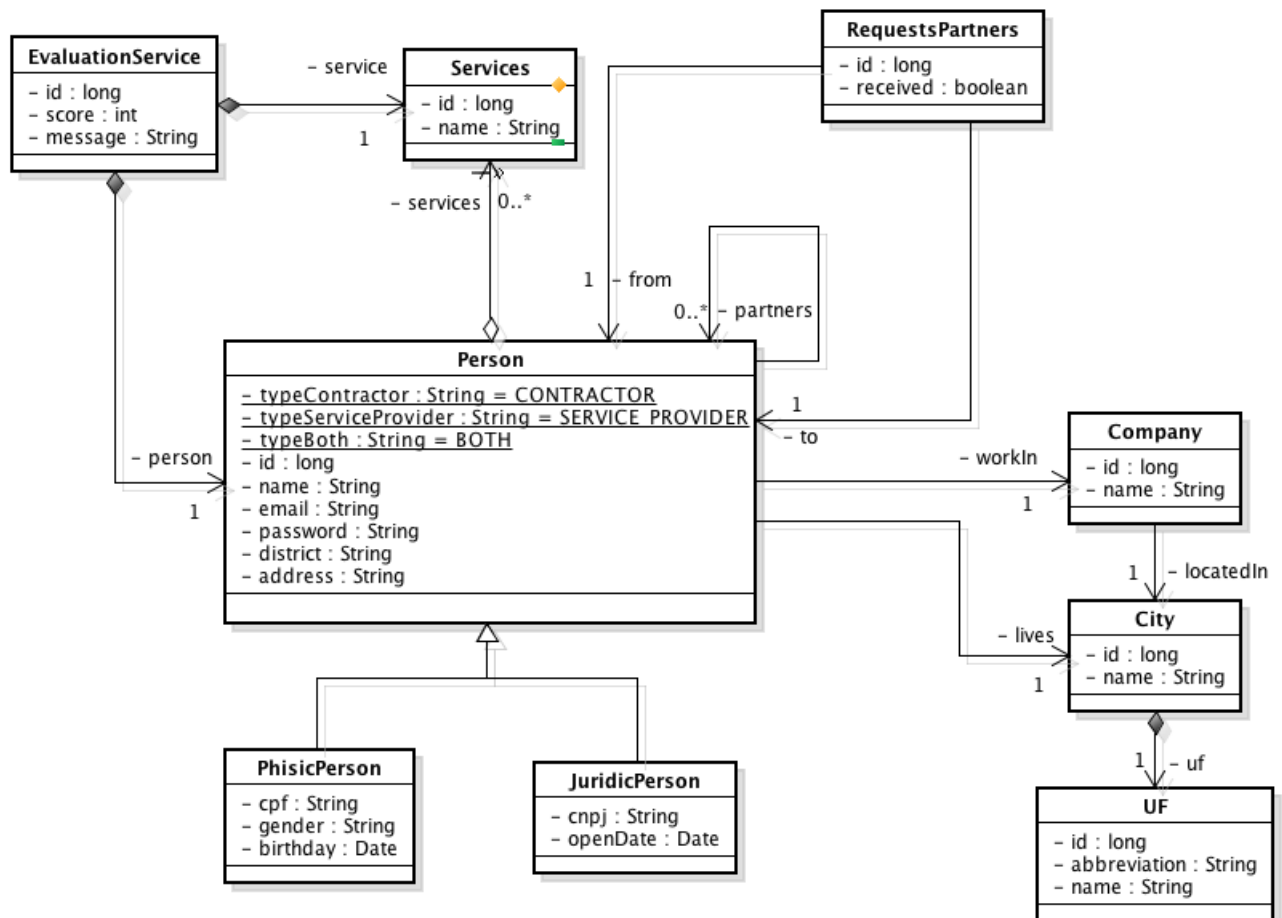 EvaluationService
- id : long
- score : int
- message : String
- service
1
Services
- id : long
- name : String
RequestsPartners
- id : long
- received : boolean
- services
0..*
1
- from
0..*
- partners
Person
- typeContractor : String = CONTRACTOR
- typeServiceProvider : String = SERVICE_PROVIDER
- typeBoth : String = BOTH
- id : long
- name : String
- email : String
- password : String
- district : String
- address : String
1
- to
- person
1
- workIn
1
Company
- id : long
- name : String
1
- locatedIn
- lives
1
City
- id : long
- name : String
1
- uf
PhisicPerson
- cpf : String
- gender : String
- birthday : Date
JuridicPerson
- cnpj : String
- openDate : Date
UF
- id : long
- abbreviation : String
- name : String